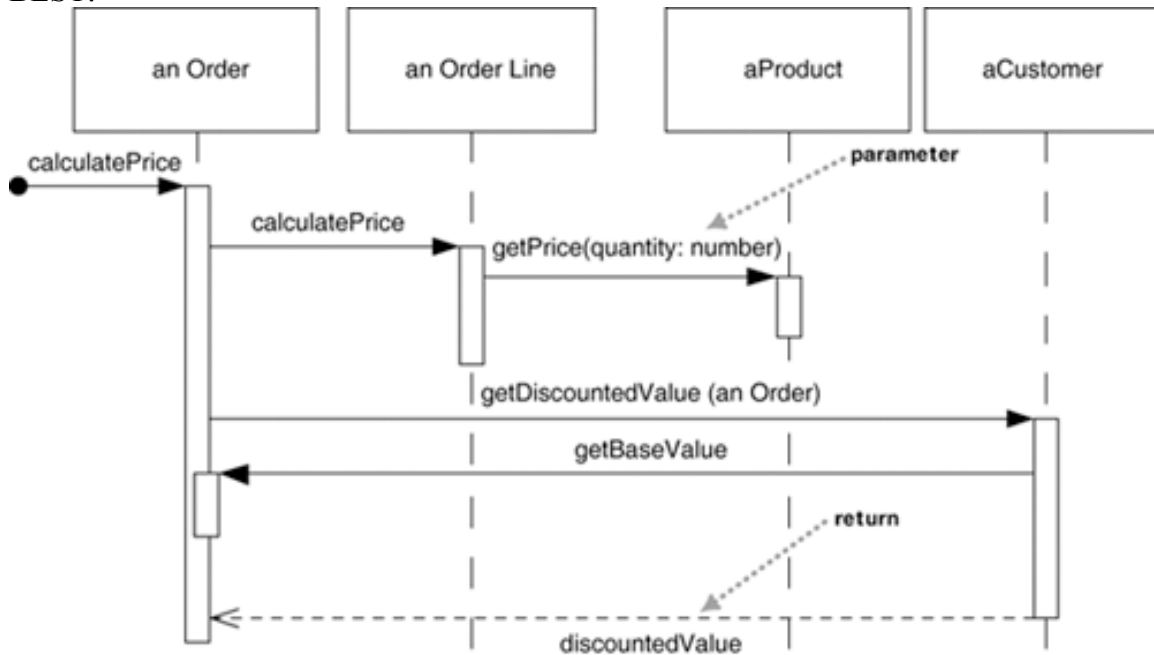 an Order
an Order Line
aProduct
aCustomer
parameter
calculatePrice
calculatePrice
getPrice(quantity: number)
getDiscountedValue (an Order)
getBaseValue
return
discountedValue